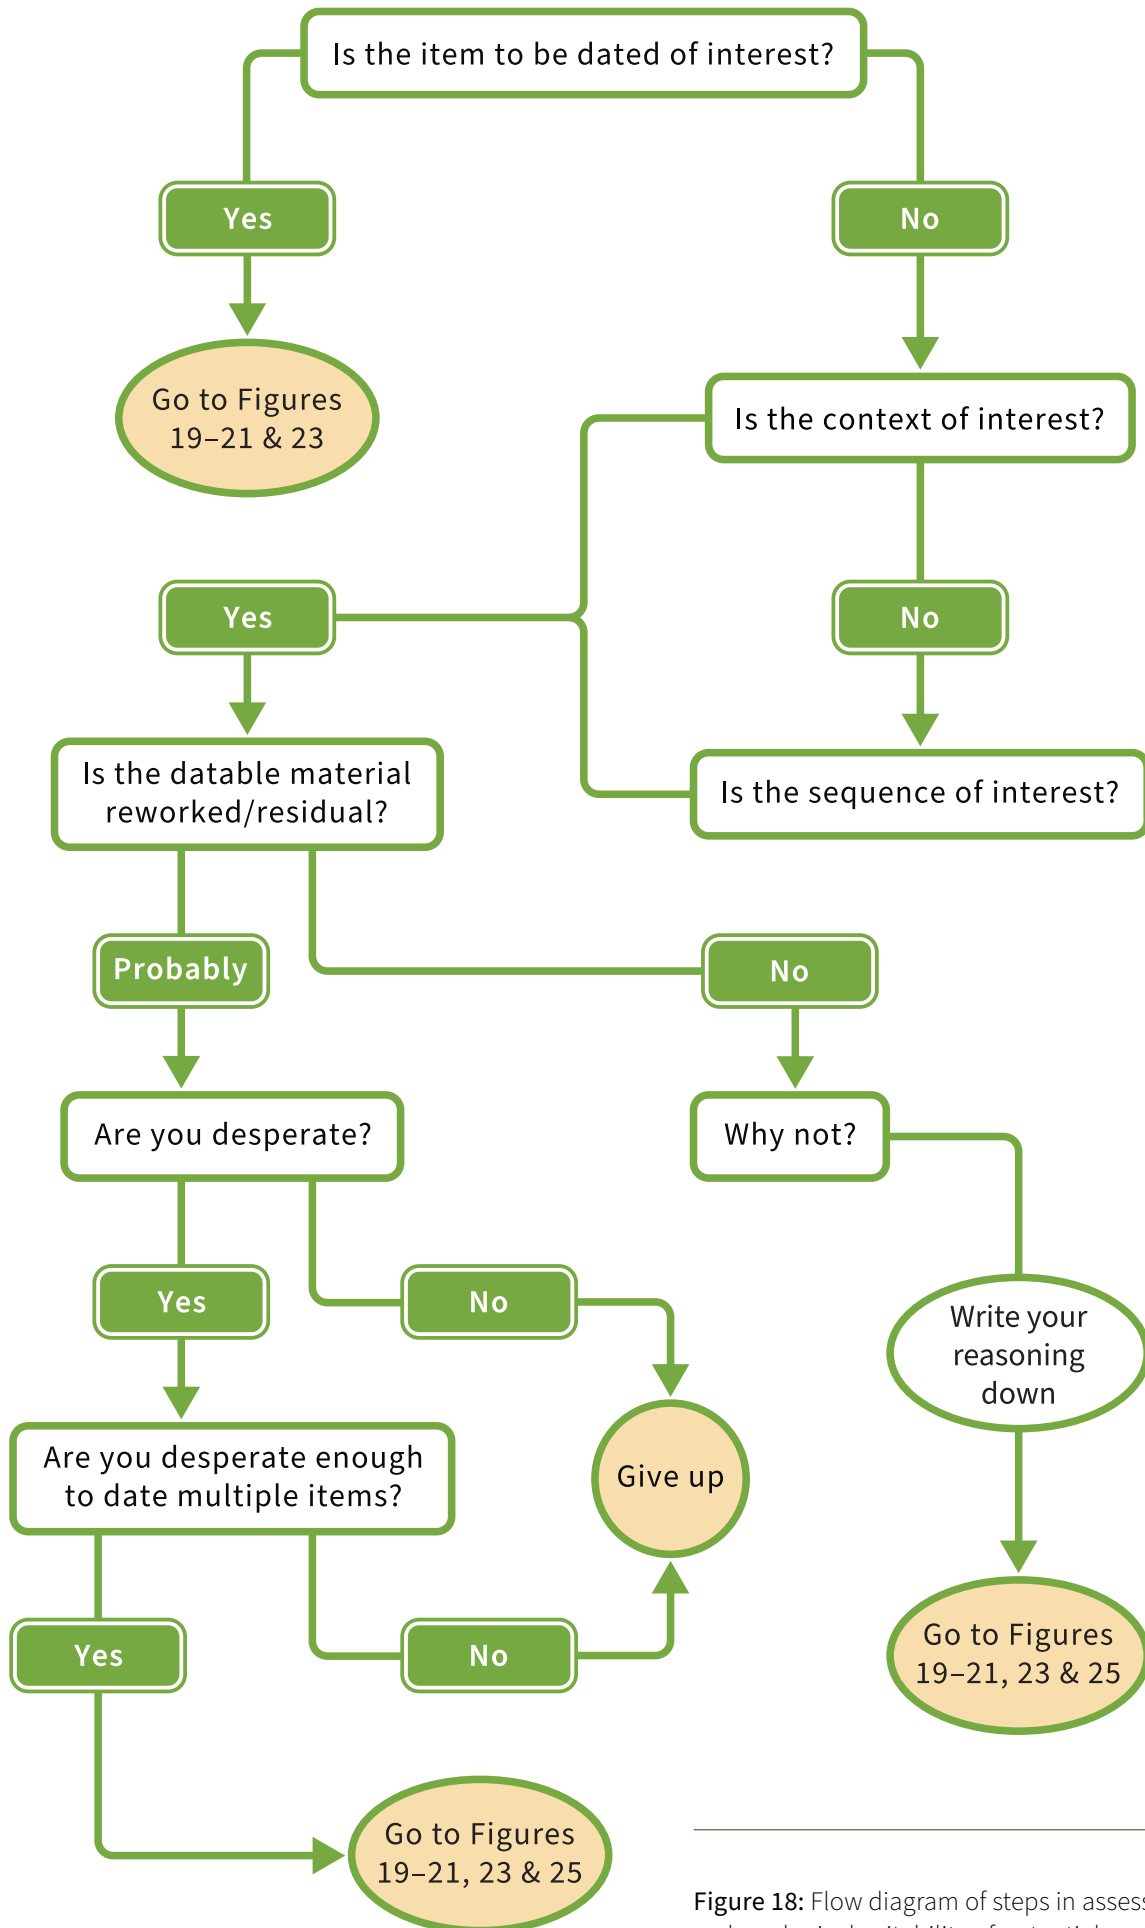 Is the item to be dated of interest?
Yes
No
Go to Figures
19–21 & 23
Is the context of interest?
Yes
No
Is the datable material
reworked/residual?
Is the sequence of interest?
Probably
No
Are you desperate?
Why not?
Yes
No
Write your
reasoning
down
Are you desperate enough
to date multiple items?
Give up
Yes
No
Go to Figures
19–21, 23 & 25
Go to Figures
19–21, 23 & 25
Figure 18: Flow diagram of steps in assess